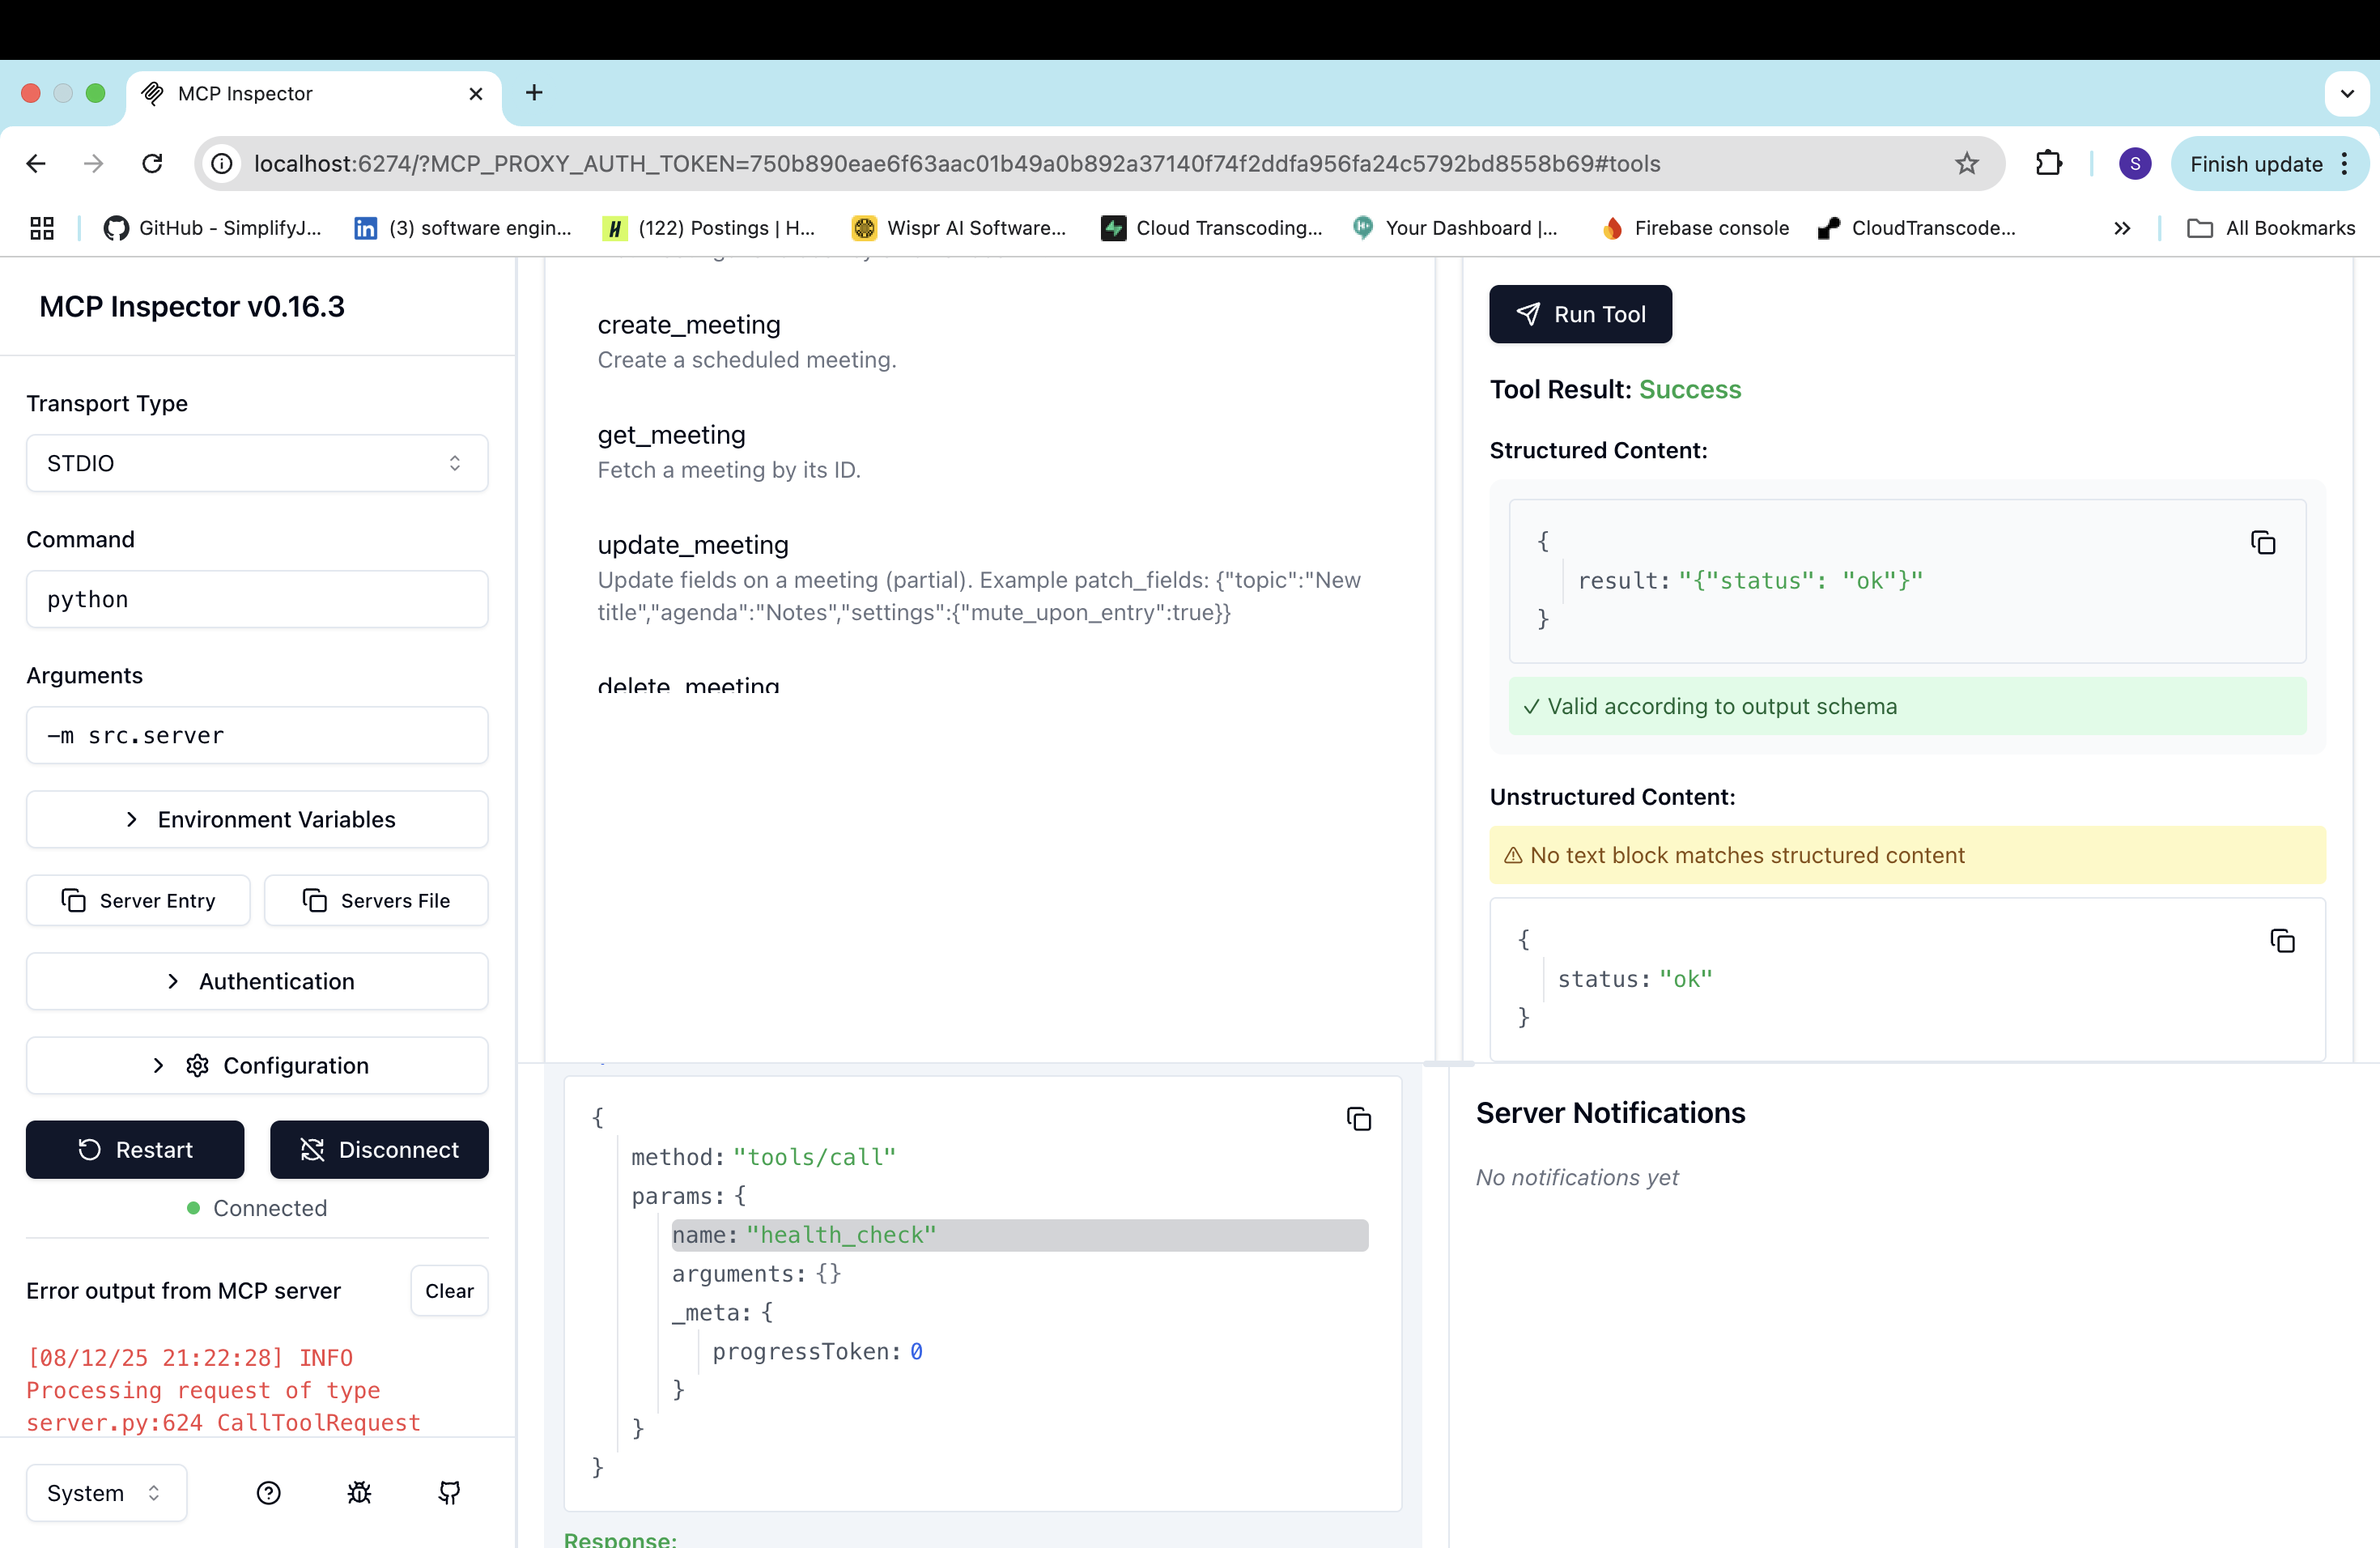 MCP Inspector
localhost:6274/?MCP_PROXY_AUTH_TOKEN=750b890eae6f63aac01b49a0b892a37140f74f2ddfa956fa24c5792bd8558b69#tools
S
Finish update
GitHub - SimplifyJ...
(3) software engin...
(122) Postings | H...
Wispr AI Software...
Cloud Transcoding...
Your Dashboard |...
Firebase console
CloudTranscode...
All Bookmarks
MCP Inspector v0.16.3
Transport Type
STDIO
Command
python
Arguments
-m src.server
Environment Variables
Server Entry
Servers File
Authentication
Configuration
Restart
Disconnect
Connected
Error output from MCP server
Clear
[08/12/25 21:22:28] INFO
Processing request of type
server.py:624 CallToolRequest
System
create_meeting
Create a scheduled meeting.
get_meeting
Fetch a meeting by its ID.
update_meeting
Update fields on a meeting (partial). Example patch_fields: {"topic":"New
title","agenda":"Notes","settings":{"mute_upon_entry":true}}
delete_meeting
Run Tool
Tool Result: Success
Structured Content:
{
result: "{"status": "ok"}"
}
✓ Valid according to output schema
Unstructured Content:
⚠ No text block matches structured content
{
status: "ok"
}
{
method: "tools/call"
params: {
name: "health_check"
arguments: {}
_meta: {
progressToken: 0
}
}
}
Response:
Server Notifications
No notifications yet